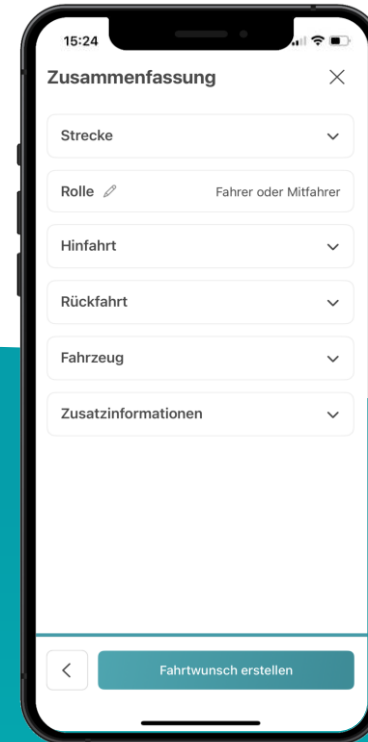 15:24
Zusammenfassung
Strecke
Rolle Fahrer oder Mitfahrer
Hinfahrt
Rückfahrt
Fahrzeug
Zusatzinformationen
Fahrtwunsch erstellen